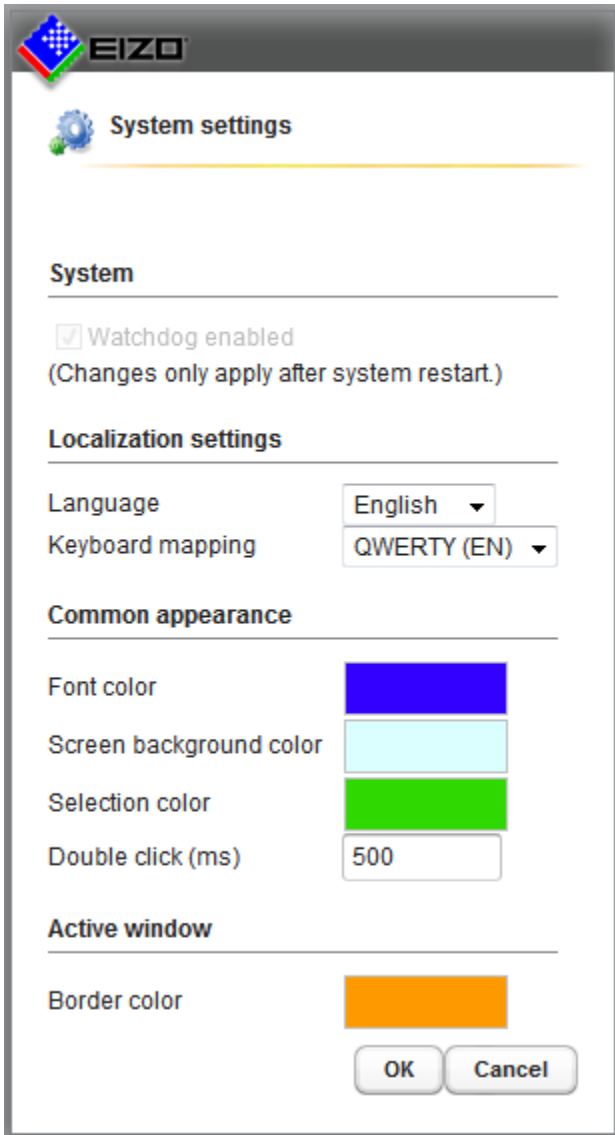 EIZO
System settings
System
Watchdog enabled
(Changes only apply after system restart.)
Localization settings
Language English
Keyboard mapping QWERTY (EN)
Common appearance
Font color
Screen background color
Selection color
Double click (ms) 500
Active window
Border color
OK Cancel